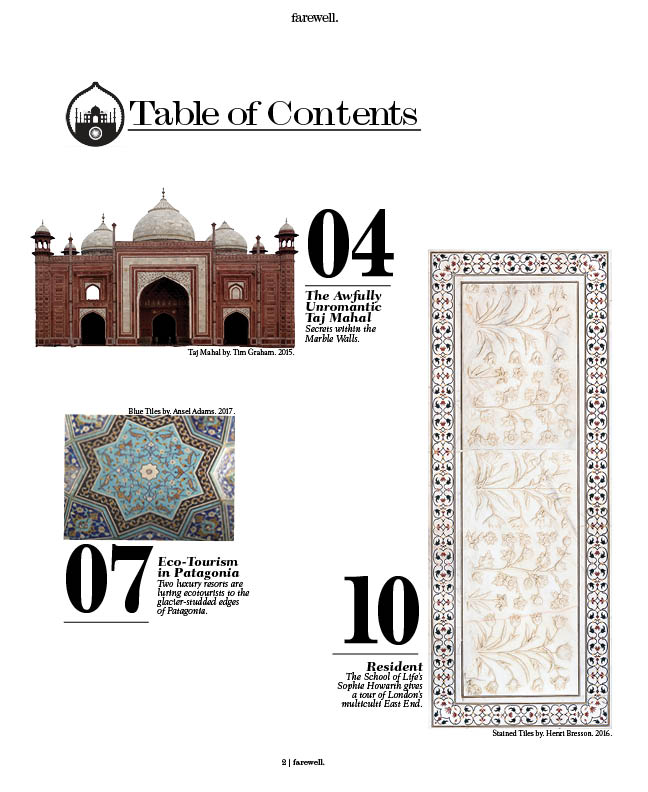 farewell.
Table of Contents
04
The Awfully
Unromantic
Taj Mahal
Secrets within the
Marble Walls.
Taj Mahal by. Tim Graham. 2015.
Blue Tiles by. Ansel Adams. 2017.
07
Eco-Tourism
in Patagonia
Two luxury resorts are
luring ecotourists to the
glacier-studded edges
of Patagonia.
10
Resident
The School of Life's
Sophie Howarth gives
a tour of London's
multiculti East End.
Stained Tiles by. Henri Bresson. 2016.
2 | farewell.